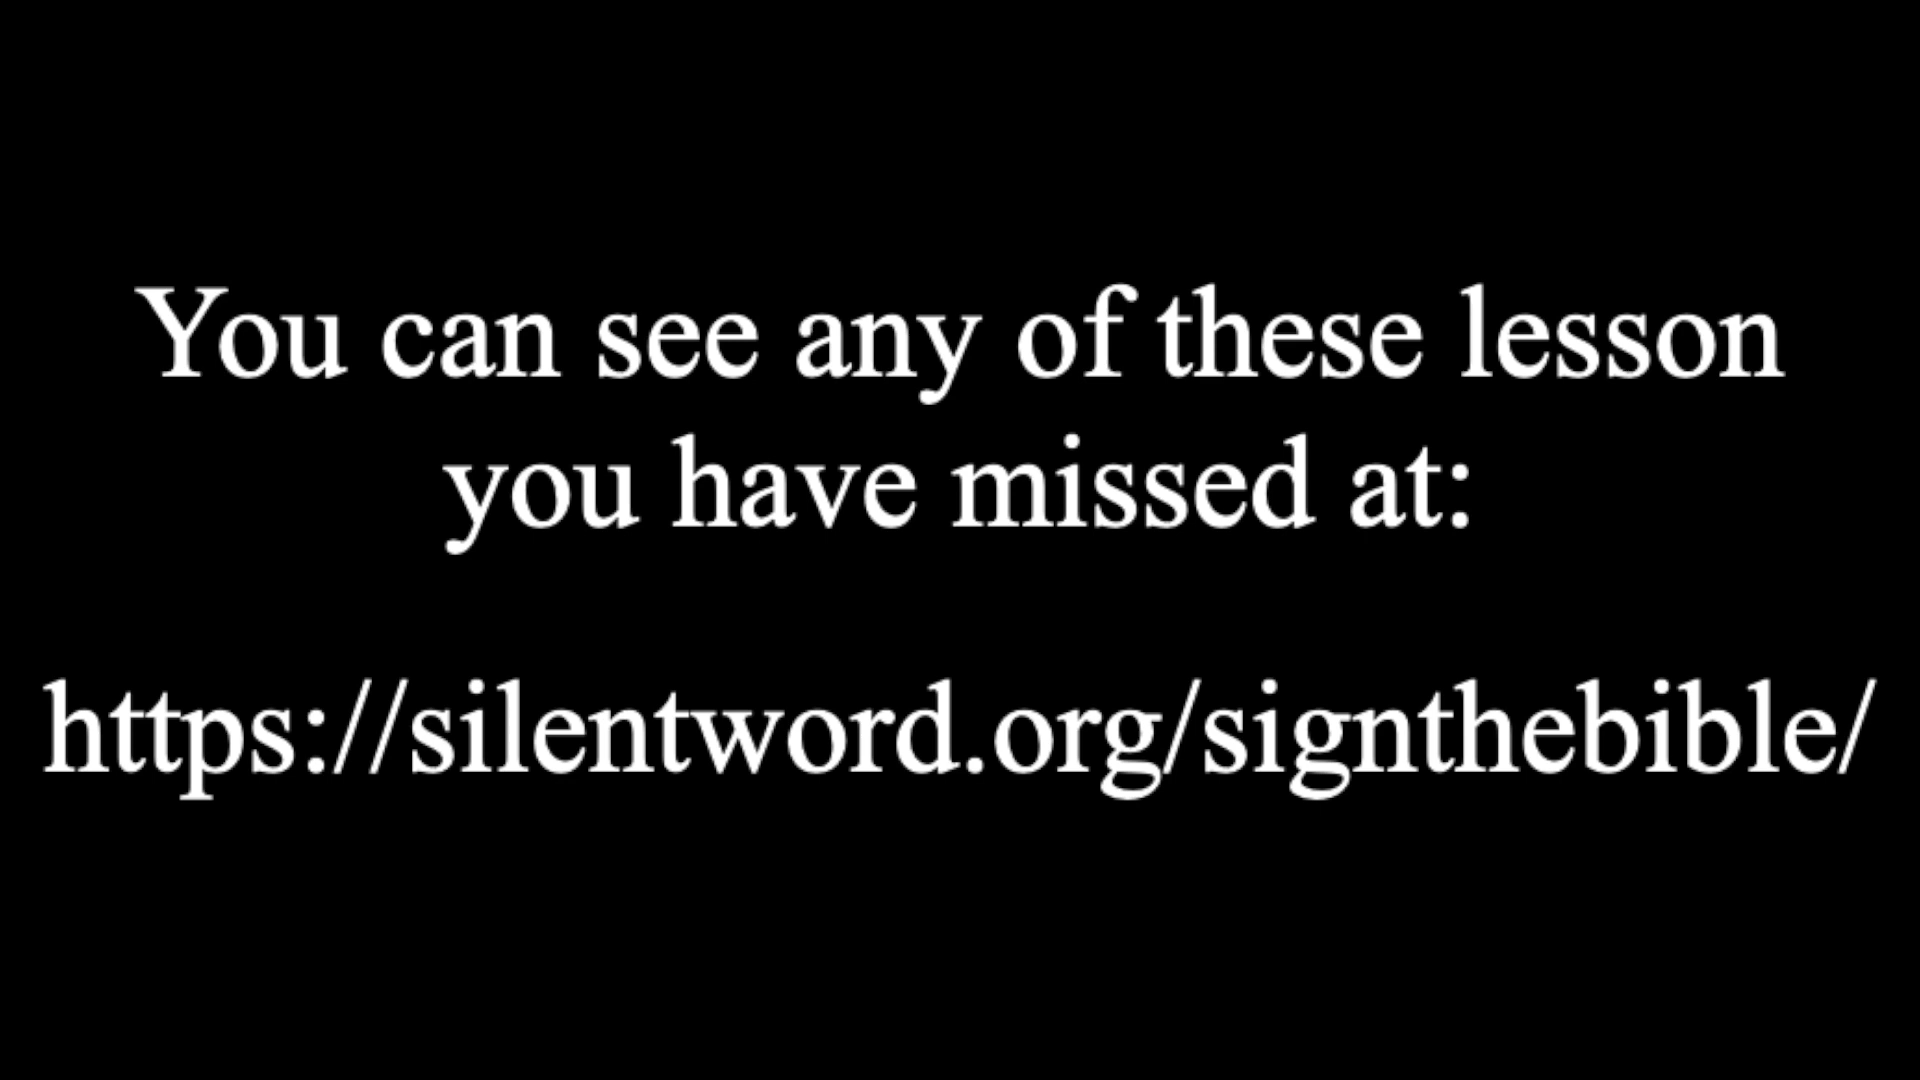 You can see any of these lesson
you have missed at:
https://silentword.org/signthebible/